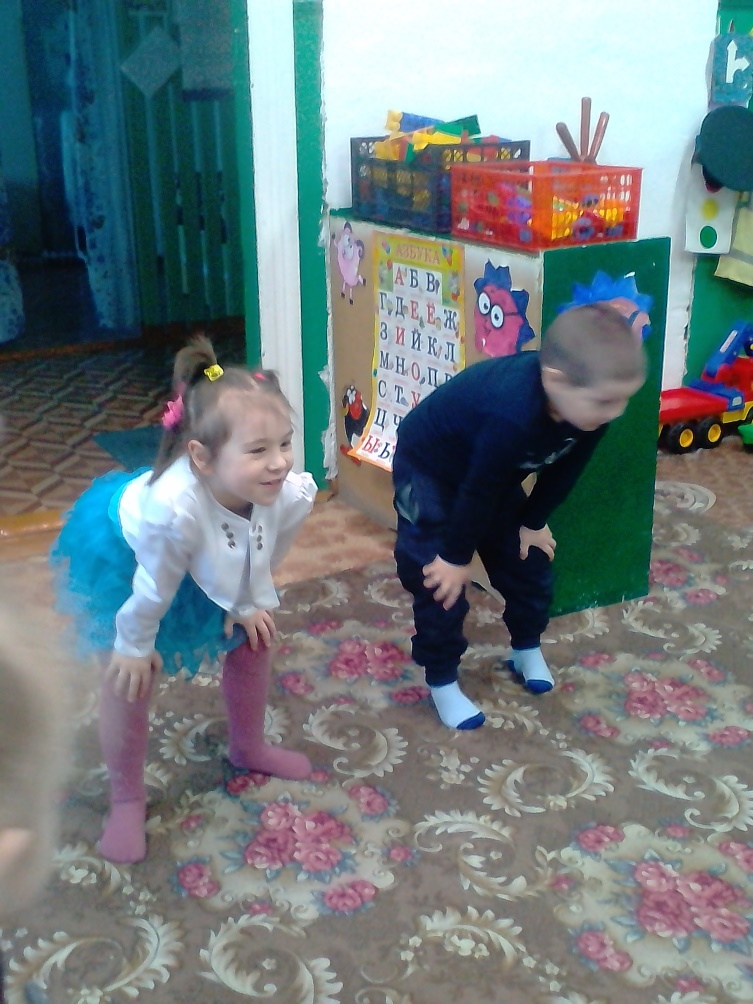 АЗБУКА
А Б В
Г Д Е Ё Ж
З И Й К Л
М Н О П
С Т У
Ц Ч
Ы Ь